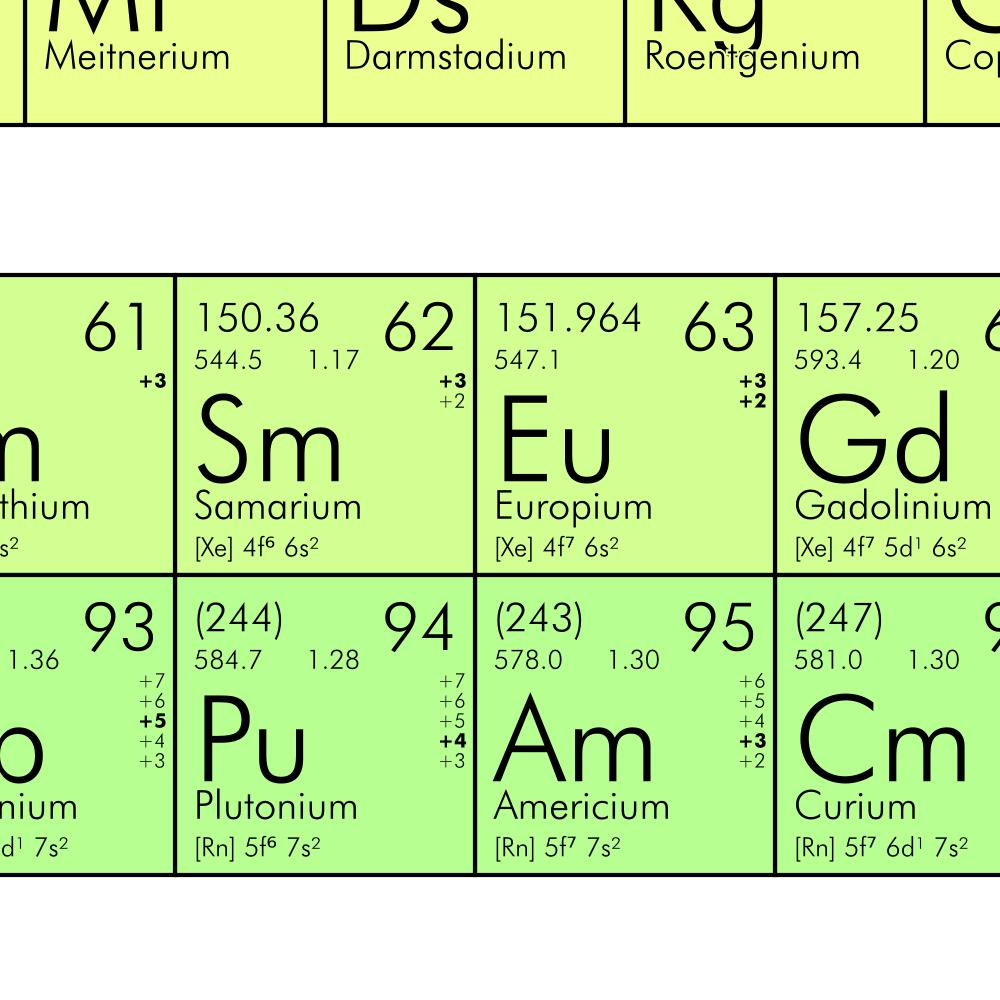 Mt Ds Rg
Meitnerium Darmstadium Roentgenium
61 150.36 62 151.964 63 157.25
544.5 1.17 547.1 593.4 1.20
+3 +3 +3
+2 +2
Sm Eu Gd
Samarium Europium Gadolinium
s² [Xe] 4f⁶ 6s² [Xe] 4f⁷ 6s² [Xe] 4f⁷ 5d¹ 6s²
93 (244) 94 (243) 95 (247)
1.36 584.7 1.28 578.0 1.30 581.0 1.30
+7 +7 +6
+6 +6 +5
+5 +5 +4
+4 +4 +3
+3 +3 +2
Pu Am Cm
Plutonium Americium Curium
d¹ 7s² [Rn] 5f⁶ 7s² [Rn] 5f⁷ 7s² [Rn] 5f⁷ 6d¹ 7s²